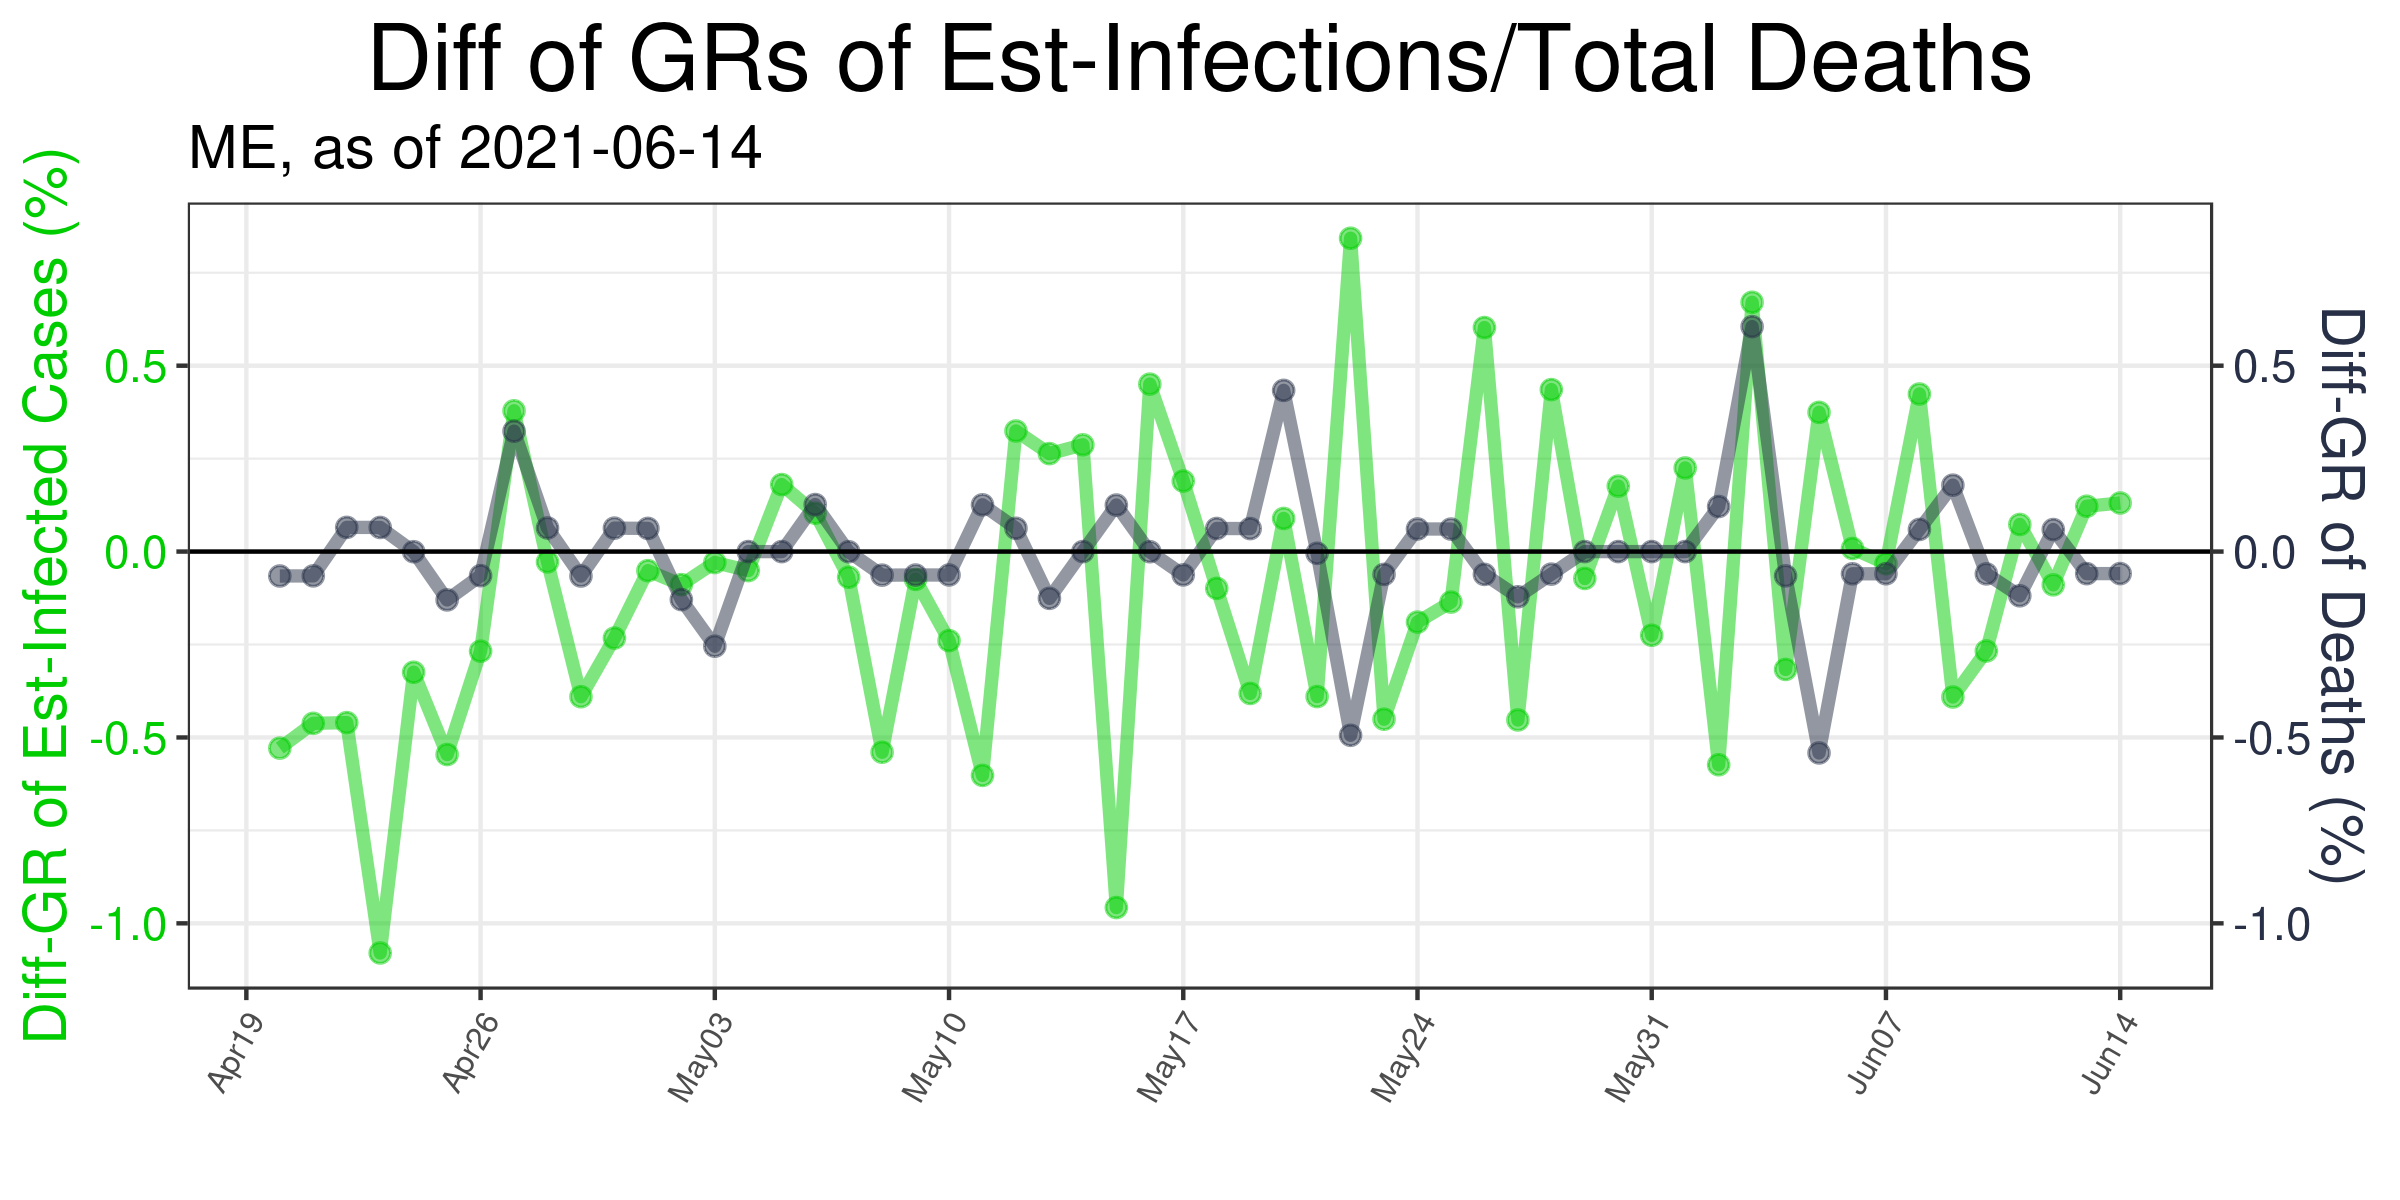 Diff of GRs of Est-Infections/Total Deaths
ME, as of 2021-06-14
Diff-GR of Est-Infected Cases (%)
0.5
0.0
-0.5
-1.0
0.5
0.0
-0.5
-1.0
Diff-GR of Deaths (%)
Apr19
Apr26
May03
May10
May17
May24
May31
Jun07
Jun14